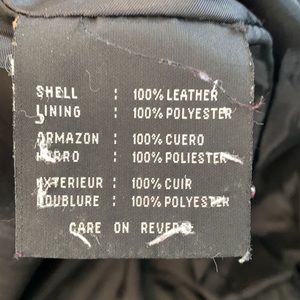 SHELL : 100% LEATHER
LINING : 100% POLYESTER
ARMAZON : 100% CUERO
FORRO : 100% POLIESTER
EXTERIEUR : 100% CUIR
DOUBLURE : 100% POLYESTER
CARE ON REVERSE